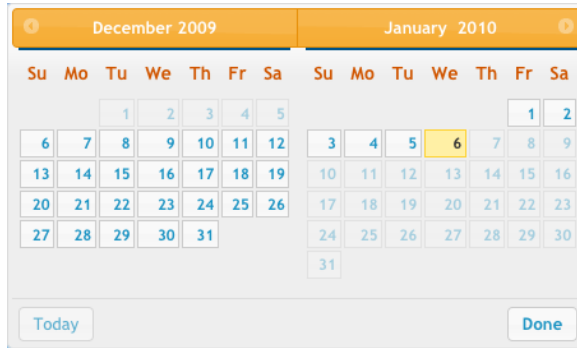 December 2009 January 2010
Su Mo Tu We Th Fr Sa Su Mo Tu We Th Fr Sa
1 2 3 4 5 1 2
6 7 8 9 10 11 12 3 4 5 6 7 8 9
13 14 15 16 17 18 19 10 11 12 13 14 15 16
20 21 22 23 24 25 26 17 18 19 20 21 22 23
27 28 29 30 31 24 25 26 27 28 29 30
31
Today Done